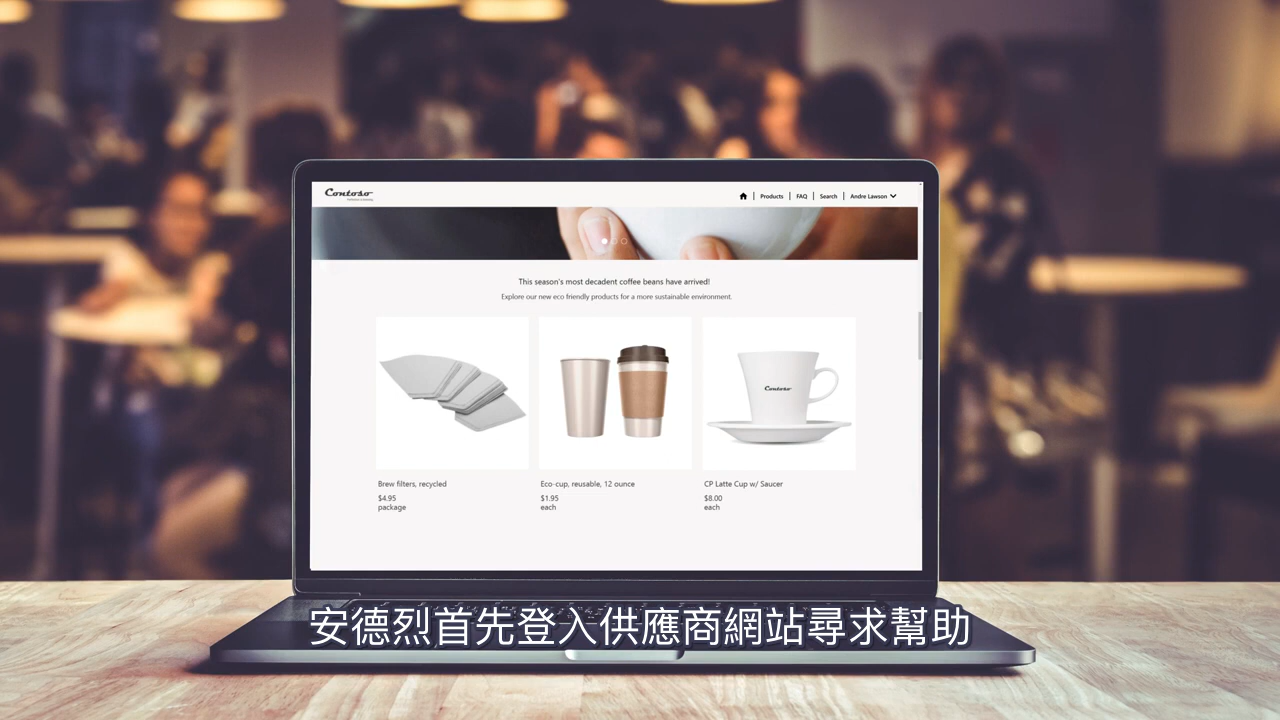 Contoso
Products | FAQ | Search | Andre Lawson
This season's most decadent coffee beans have arrived!
Explore our new eco friendly products for a more sustainable environment.
Contoso
Brew filters, recycled
Eco-cup, reusable, 12 ounce
CP Latte Cup w/ Saucer
$4.95
$1.95
$8.00
package
each
each
安德烈首先登入供應商網站尋求幫助